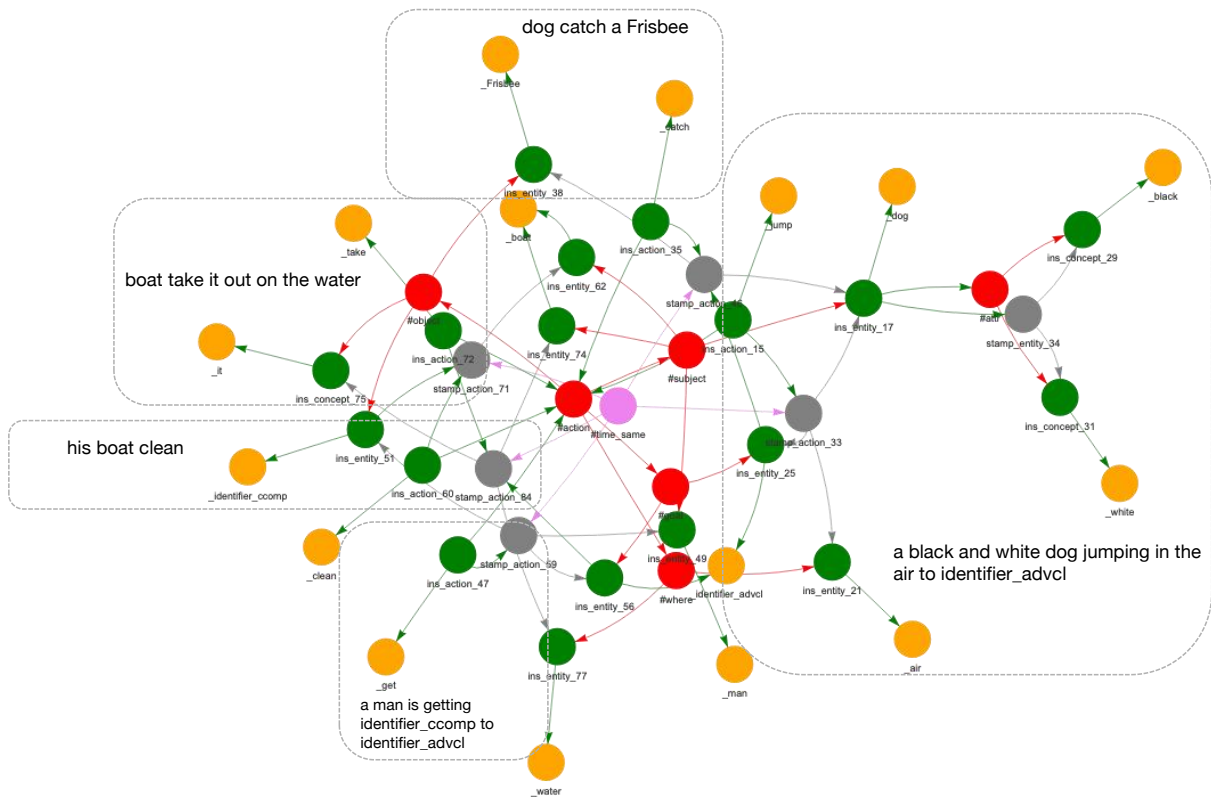 dog catch a Frisbee
_Frisbee
_catch
ins_entity_38
_boat
ins_action_35
_take
boat take it out on the water
ins_entity_62
#object
stamp_action_46
_jump
_dog
_black
ins_concept_29
ins_entity_17
#attr
stamp_entity_34
ins_entity_74
ins_action_72
stamp_action_71
ins_action_15
#subject
_it
ins_concept_75
#action
#time_same
stamp_action_33
ins_concept_31
his boat clean
ins_entity_51
ins_entity_25
_identifier_ccomp
ins_action_60
stamp_action_84
_white
ins_entity_49
a black and white dog jumping in the
air to identifier_advcl
_clean
stamp_action_59
ins_action_47
ins_entity_56
#where
_identifier_advcl
ins_entity_21
_get
ins_entity_77
_man
_air
a man is getting
identifier_ccomp to
identifier_advcl
_water